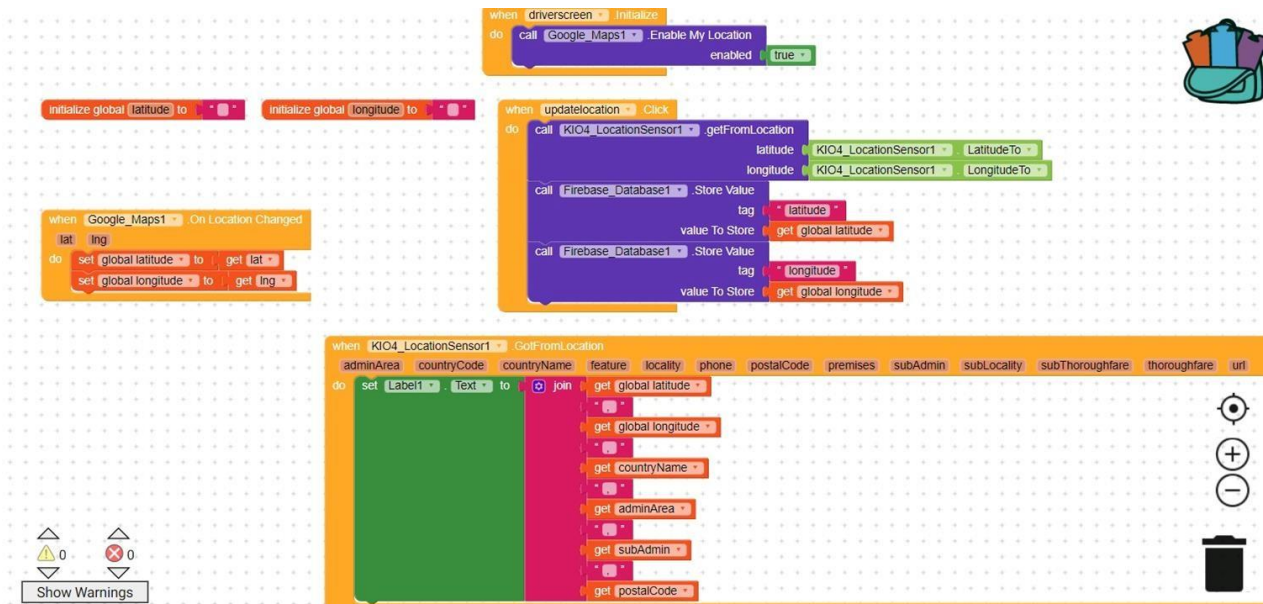 when driverscreen .Initialize
do call Google_Maps1 .Enable My Location
enabled true
initialize global latitude to " "
initialize global longitude to " "
when updatelocation .Click
do call KIO4_LocationSensor1 .getFromLocation
latitude KIO4_LocationSensor1 . LatitudeTo
longitude KIO4_LocationSensor1 . LongitudeTo
call Firebase_Database1 .Store Value
tag " latitude "
value To Store get global latitude
call Firebase_Database1 .Store Value
tag " longitude "
value To Store get global longitude
when Google_Maps1 .On Location Changed
lat lng
do set global latitude to get lat
set global longitude to get lng
when KIO4_LocationSensor1 .GotFromLocation
adminArea countryCode countryName feature locality phone postalCode premises subAdmin subLocality subThoroughfare thoroughfare url
do set Label1 . Text to join get global latitude
" , "
get global longitude
" , "
get countryName
" , "
get adminArea
" , "
get subAdmin
" , "
get postalCode
0 0
Show Warnings